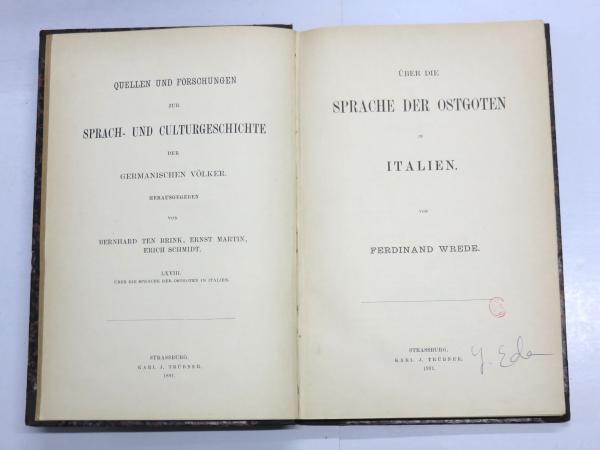 QUELLEN UND FORSCHUNGEN
ZUR
SPRACH- UND CULTURGESCHICHTE
DER
GERMANISCHEN VÖLKER.
HERAUSGEGEBEN
VON
BERNHARD TEN BRINK, ERNST MARTIN,
ERICH SCHMIDT.
LXVIII.
ÜBER DIE SPRACHE DER OSTGOTEN IN ITALIEN.
STRASSBURG.
KARL J. TRÜBNER.
1891.
ÜBER DIE
SPRACHE DER OSTGOTEN
IN
ITALIEN.
VON
FERDINAND WREDE.
STRASSBURG.
KARL J. TRÜBNER.
1891.